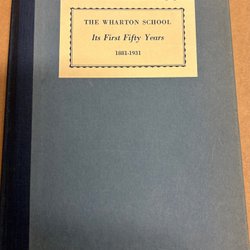 THE WHARTON SCHOOL
Its First Fifty Years
1881-1931